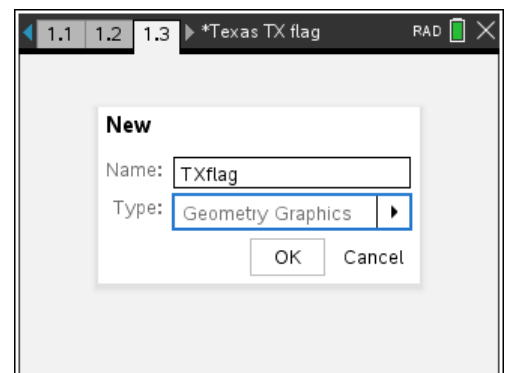 1.1 1.2 1.3 *Texas TX flag RAD
New
Name: TXflag
Type: Geometry Graphics
OK Cancel